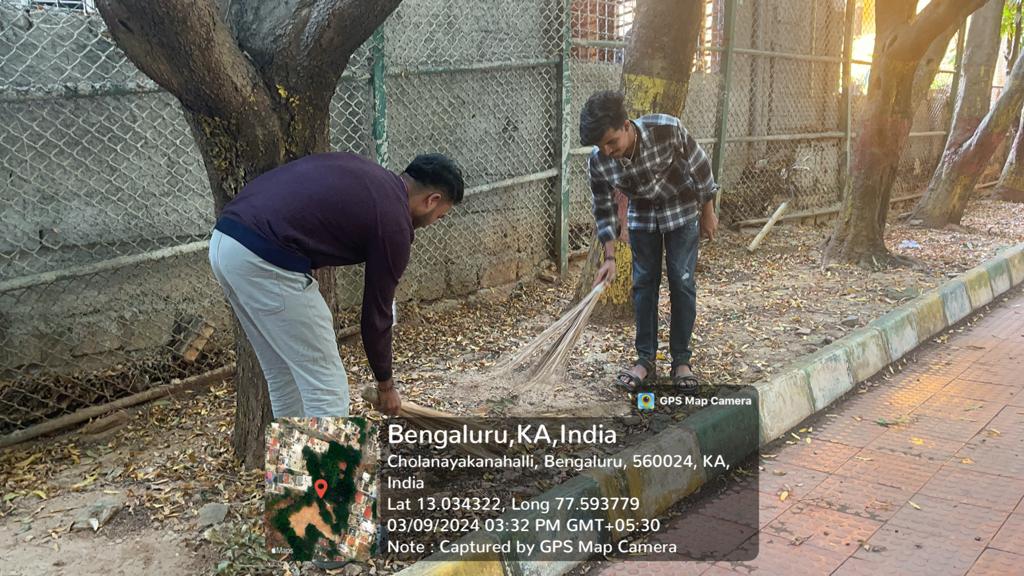 GPS Map Camera
Bengaluru,KA,India
Cholanayakanahalli, Bengaluru, 560024, KA,
India
Lat 13.034322, Long 77.593779
03/09/2024 03:32 PM GMT+05:30
Note : Captured by GPS Map Camera
Maps